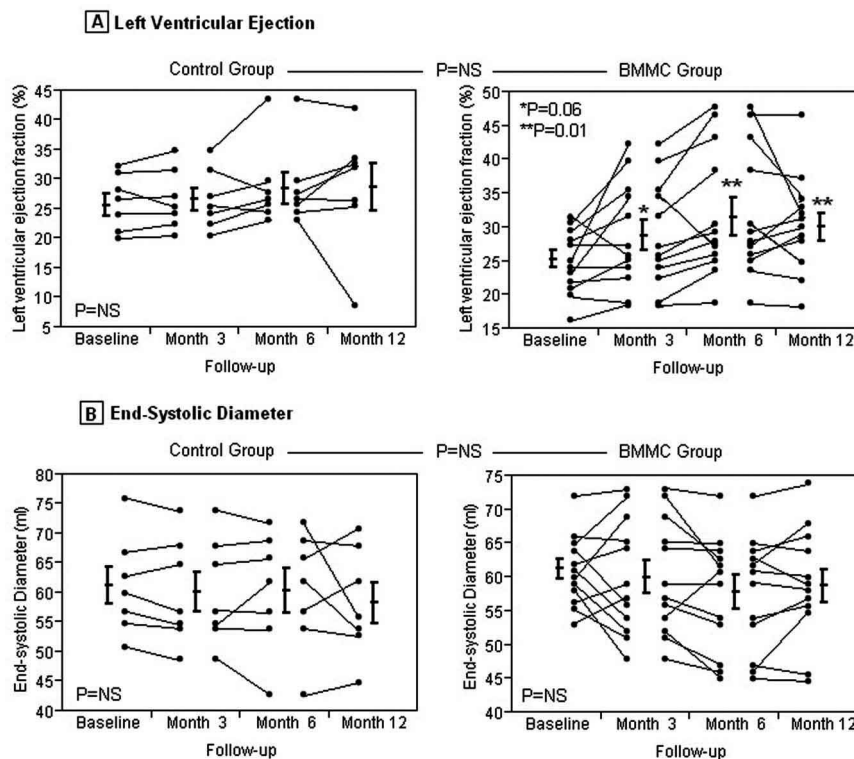 A Left Ventricular Ejection
Control Group P=NS BMMC Group
Left ventricular ejection fraction (%)
45
40
35
30
25
20
15
10
5
P=NS
Baseline Month 3 Month 6 Month 12
Follow-up
Left ventricular ejection fraction (%)
50
45
40
35
30
25
20
15
*P=0.06
**P=0.01
*
**
**
Baseline Month 3 Month 6 Month 12
Follow-up
B End-Systolic Diameter
Control Group P=NS BMMC Group
End-systolic Diameter (ml)
80
75
70
65
60
55
50
45
40
P=NS
Baseline Month 3 Month 6 Month 12
Follow-up
End-systolic Diameter (ml)
75
70
65
60
55
50
45
40
P=NS
Baseline Month 3 Month 6 Month 12
Follow-up